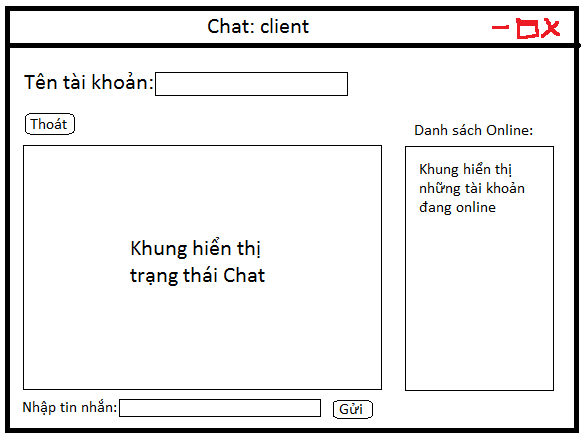 Chat: client
Tên tài khoản:
Thoát
Danh sách Online:
Khung hiển thị
những tài khoản
đang online
Khung hiển thị
trạng thái Chat
Nhập tin nhắn:
Gửi